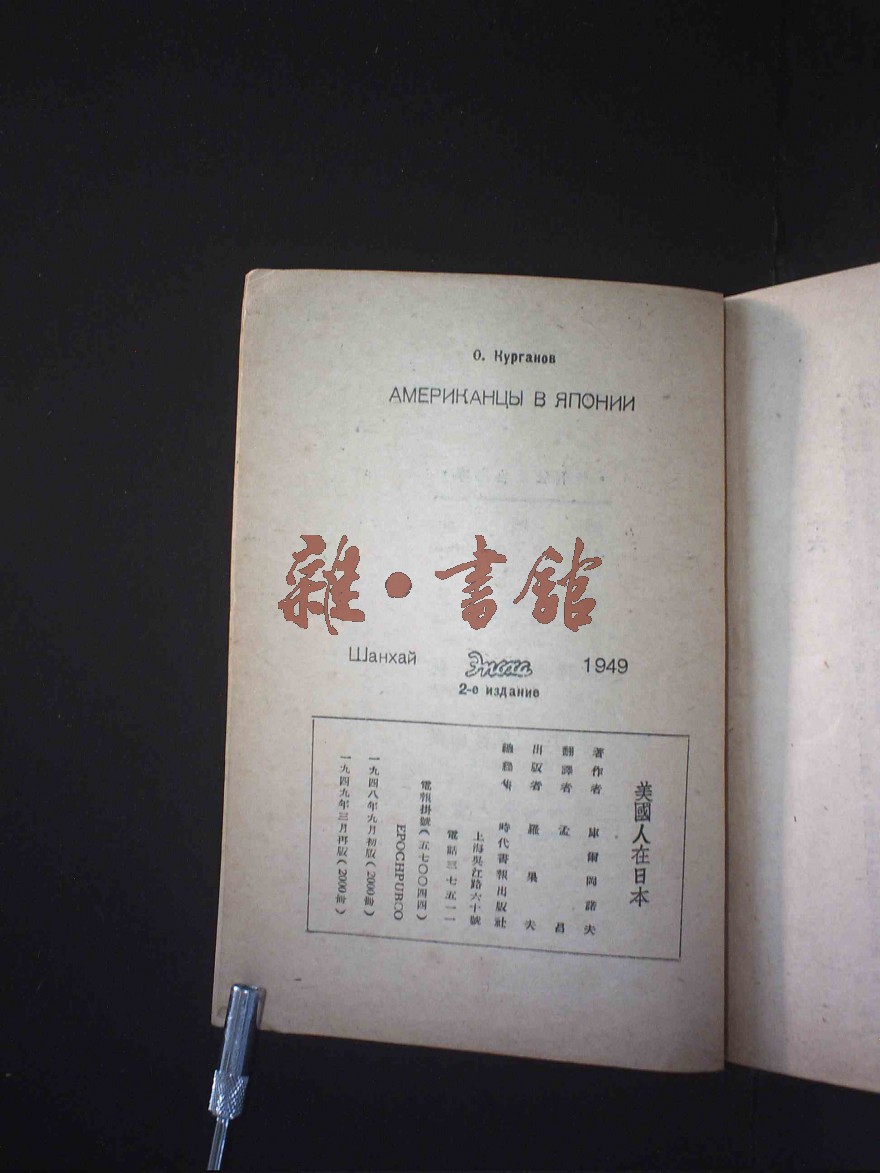 О. Курганов
АМЕРИКАНЦЫ В ЯПОНИИ
雜·書館
Шанхай Эпоха 1949
2-е издание
美國人在日本
著作者 庫爾岡諾夫
翻譯者 孟昌
出版者 羅果夫
時代書報出版社
上海吳江路六十號
電話三七五一一
電報掛號(五七〇〇四四)
EPOCHPUBCO
一九四八年九月初版(2000冊)
一九四九年三月再版(2000冊)